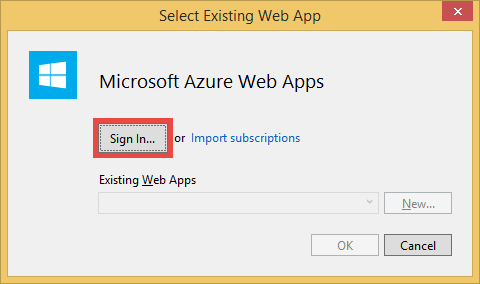 Select Existing Web App
Microsoft Azure Web Apps
Sign In... or Import subscriptions
Existing Web Apps
New...
OK Cancel